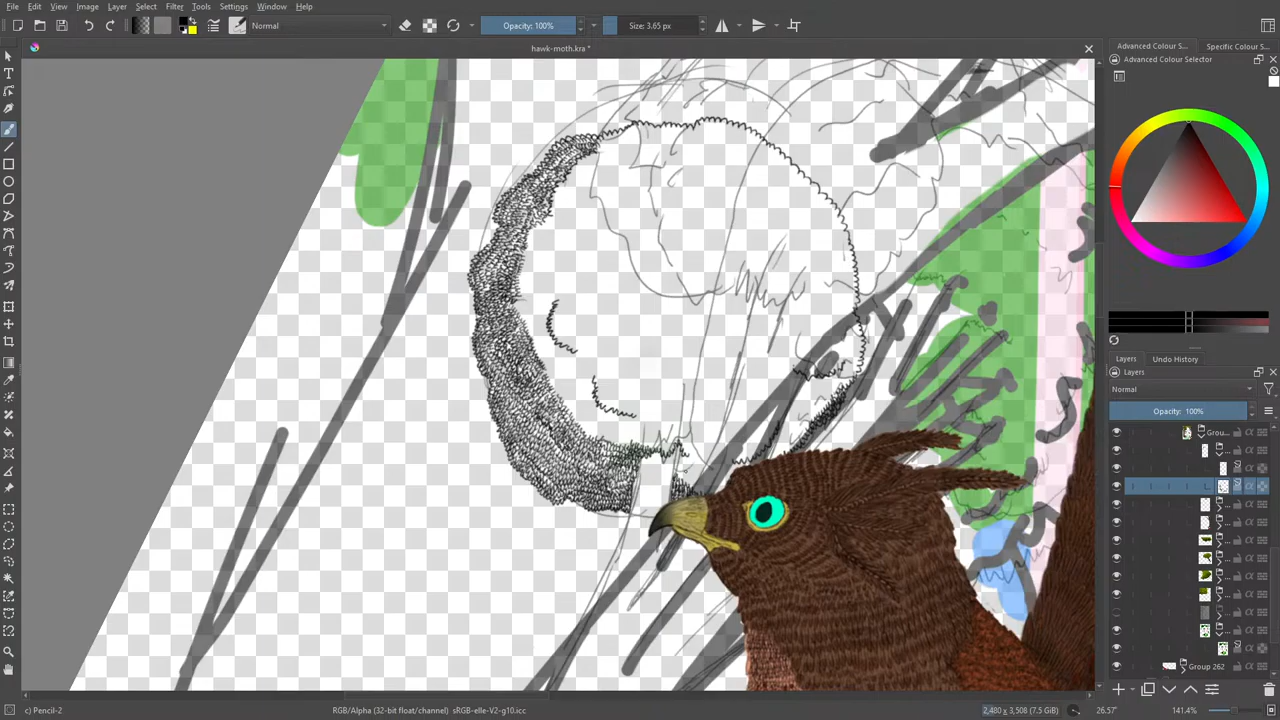 File Edit View Image Layer Select Filter Tools Settings Window Help
Normal Opacity: 100% Size: 3.65 px
hawk-moth.kra *
Advanced Colour S... Specific Colour S...
Advanced Colour Selector
Layers Undo History
Layers
Normal
Opacity: 100%
Grou...
Group 262
c) Pencil-2 RGB/Alpha (32-bit float/channel) sRGB-elle-V2-g10.icc 2,480 x 3,508 (7.5 GiB) 26.57° 141.4%